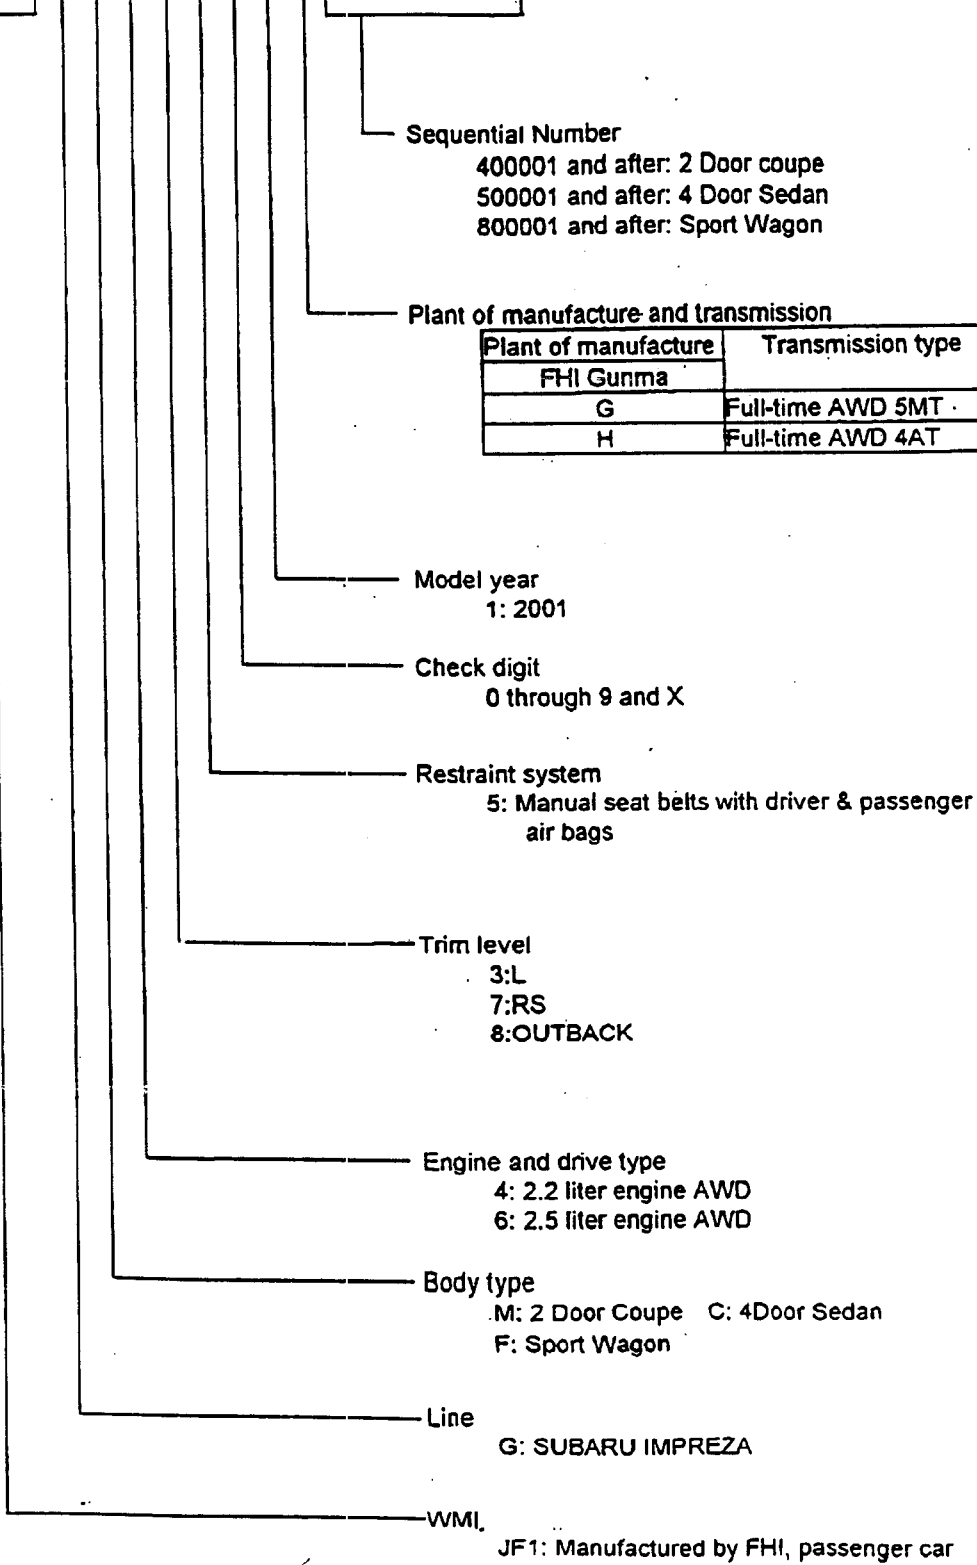 Sequential Number
400001 and after: 2 Door coupe
500001 and after: 4 Door Sedan
800001 and after: Sport Wagon
Plant of manufacture and transmission
Plant of manufacture Transmission type
FHI Gunma
G Full-time AWD 5MT
H Full-time AWD 4AT
Model year
1: 2001
Check digit
0 through 9 and X
Restraint system
5: Manual seat belts with driver & passenger
air bags
Trim level
3:L
7:RS
8:OUTBACK
Engine and drive type
4: 2.2 liter engine AWD
6: 2.5 liter engine AWD
Body type
M: 2 Door Coupe C: 4Door Sedan
F: Sport Wagon
Line
G: SUBARU IMPREZA
WMI
JF1: Manufactured by FHI, passenger car